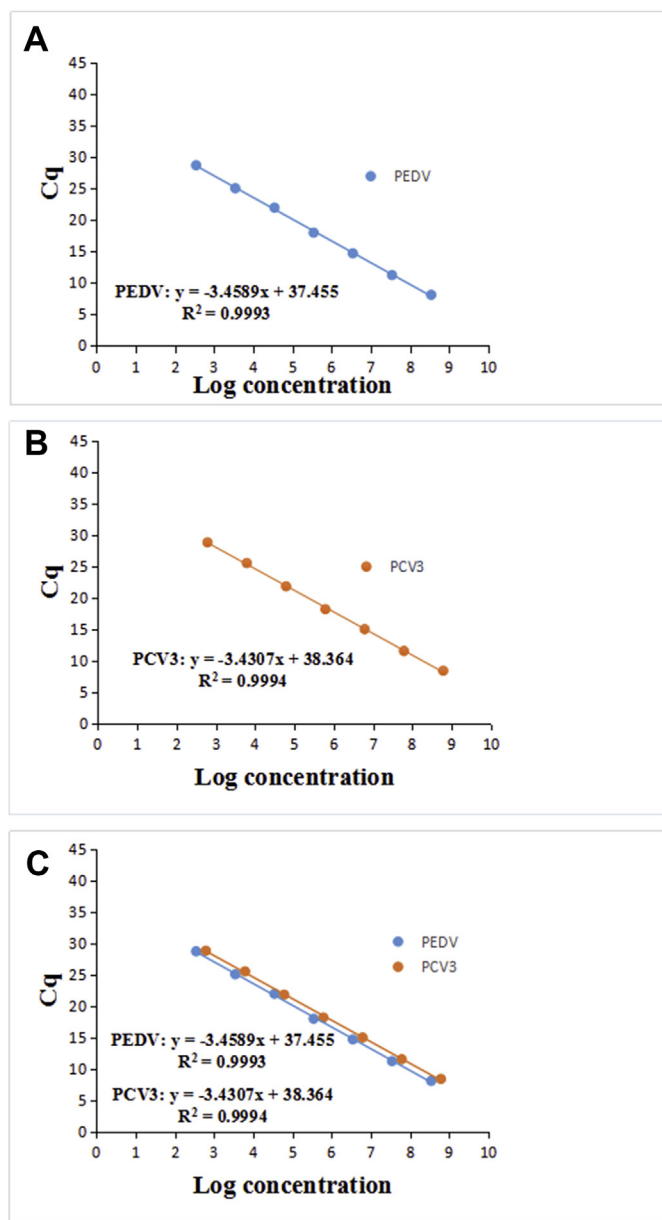 A
45
40
35
30
25
20
15
10
5
0
Cq
PEDV
PEDV: y = -3.4589x + 37.455
R² = 0.9993
0 1 2 3 4 5 6 7 8 9 10
Log concentration
B
45
40
35
30
25
20
15
10
5
0
Cq
PCV3
PCV3: y = -3.4307x + 38.364
R² = 0.9994
0 1 2 3 4 5 6 7 8 9 10
Log concentration
C
45
40
35
30
25
20
15
10
5
0
Cq
PEDV
PCV3
PEDV: y = -3.4589x + 37.455
R² = 0.9993
PCV3: y = -3.4307x + 38.364
R² = 0.9994
0 1 2 3 4 5 6 7 8 9 10
Log concentration